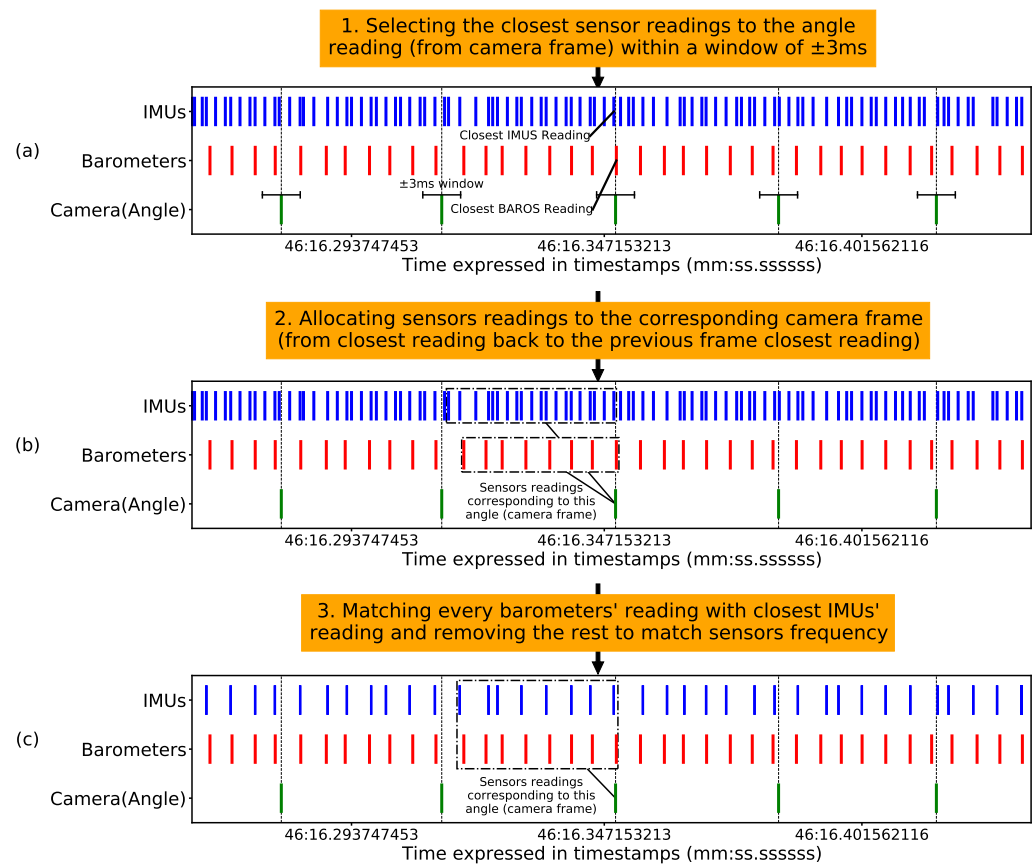 1. Selecting the closest sensor readings to the angle
reading (from camera frame) within a window of ±3ms
(a)
IMUs
Closest IMUS Reading
Barometers
±3ms window
Camera(Angle)
Closest BAROS Reading
46:16.293747453
46:16.347153213
46:16.401562116
Time expressed in timestamps (mm:ss.ssssss)
2. Allocating sensors readings to the corresponding camera frame
(from closest reading back to the previous frame closest reading)
(b)
IMUs
Barometers
Camera(Angle)
Sensors readings
corresponding to this
angle (camera frame)
46:16.293747453
46:16.347153213
46:16.401562116
Time expressed in timestamps (mm:ss.ssssss)
3. Matching every barometers' reading with closest IMUs'
reading and removing the rest to match sensors frequency
(c)
IMUs
Barometers
Camera(Angle)
Sensors readings
corresponding to this
angle (camera frame)
46:16.293747453
46:16.347153213
46:16.401562116
Time expressed in timestamps (mm:ss.ssssss)